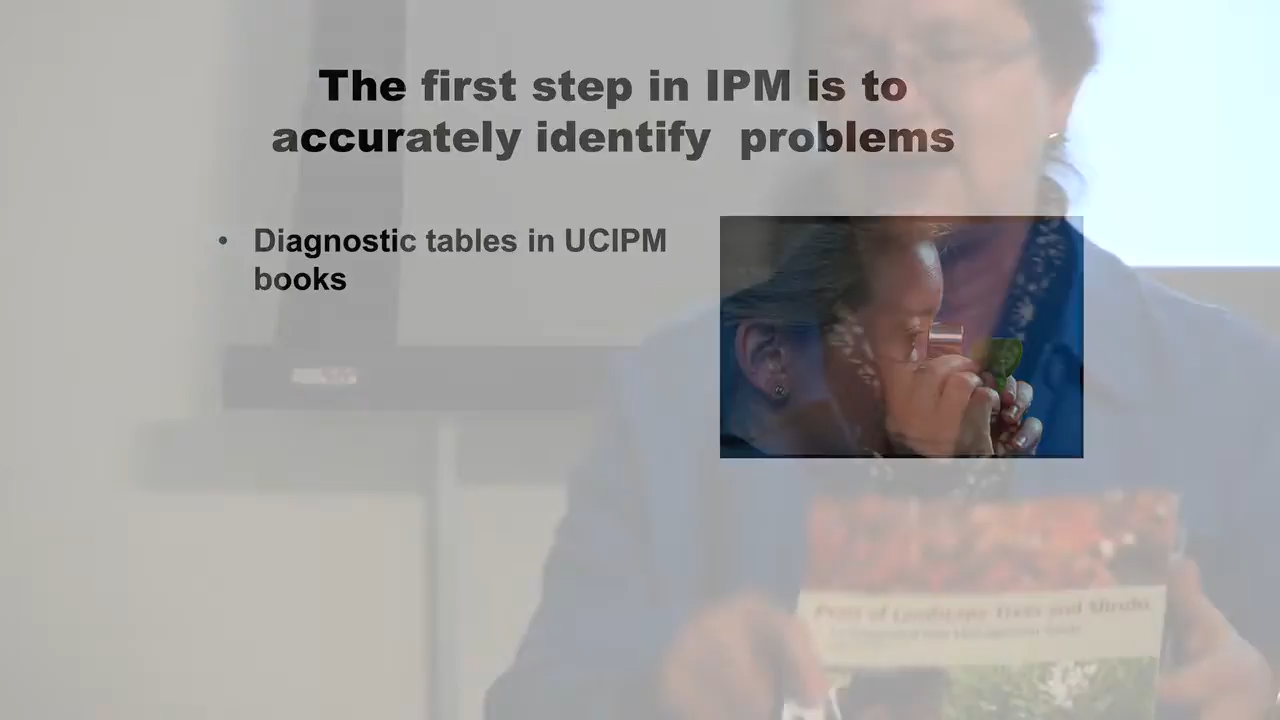 The first step in IPM is to
accurately identify  problems
• Diagnostic tables in UCIPM
books
Pests of Landscape Trees and Shrubs